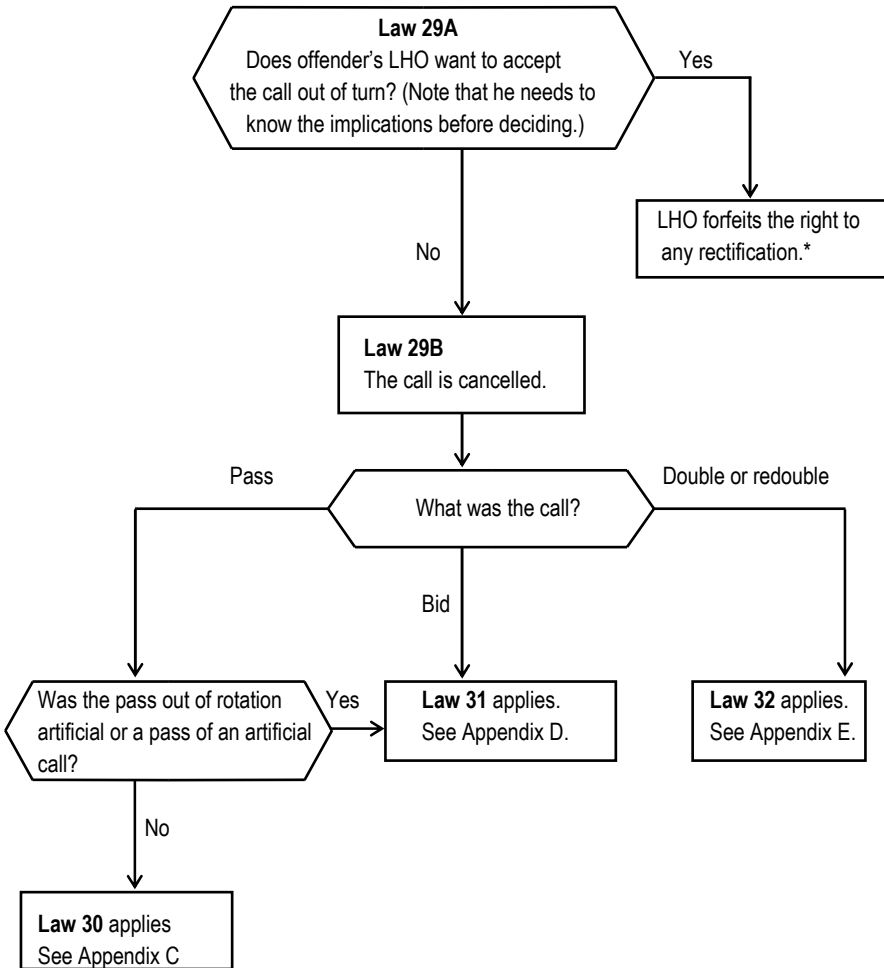 Law 29A
Does offender’s LHO want to accept
the call out of turn? (Note that he needs to
know the implications before deciding.)
Yes
LHO forfeits the right to
any rectification.*
No
Law 29B
The call is cancelled.
Pass
What was the call?
Double or redouble
Bid
Was the pass out of rotation
artificial or a pass of an artificial
call?
Yes
Law 31 applies.
See Appendix D.
Law 32 applies.
See Appendix E.
No
Law 30 applies
See Appendix C